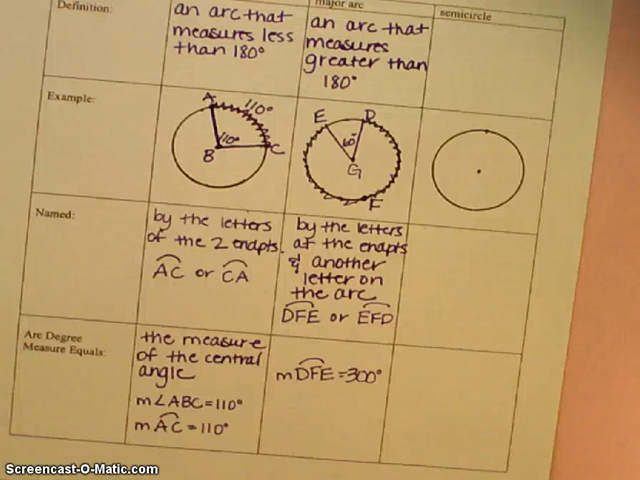 Definition:
an arc that
measures less
than 180°
major arc
an arc that
measures
greater than
180°
semicircle
Example:
A
110°
110°
B
C
E
D
60°
G
F
Named:
by the letters
of the 2 endpts.
AC or CA
by the letters
at the endpts
& another
letter on
the arc
DFE or EFD
Arc Degree
Measure Equals:
the measure
of the central
angle
m∠ABC=110°
mAC=110°
mDFE=300°
Screencast-O-Matic.com